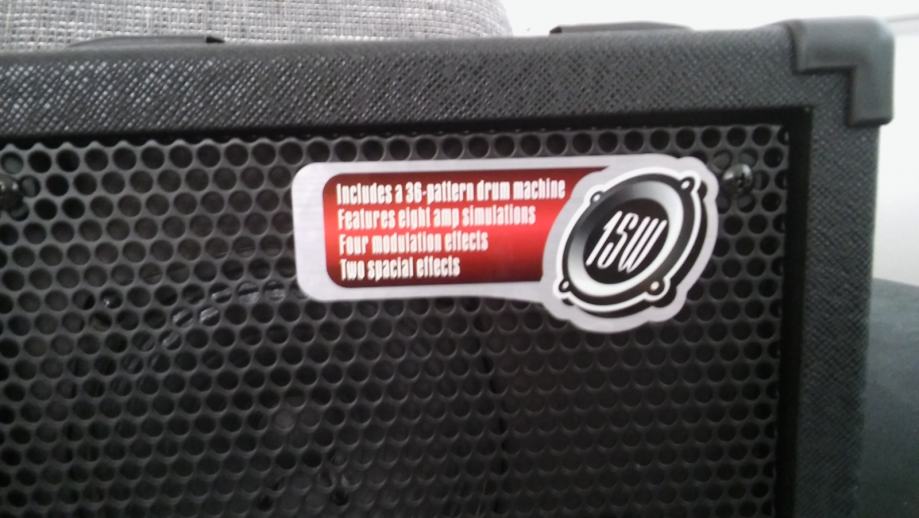 Includes a 36-pattern drum machine
Features eight amp simulations
Four modulation effects
Two spacial effects
15W